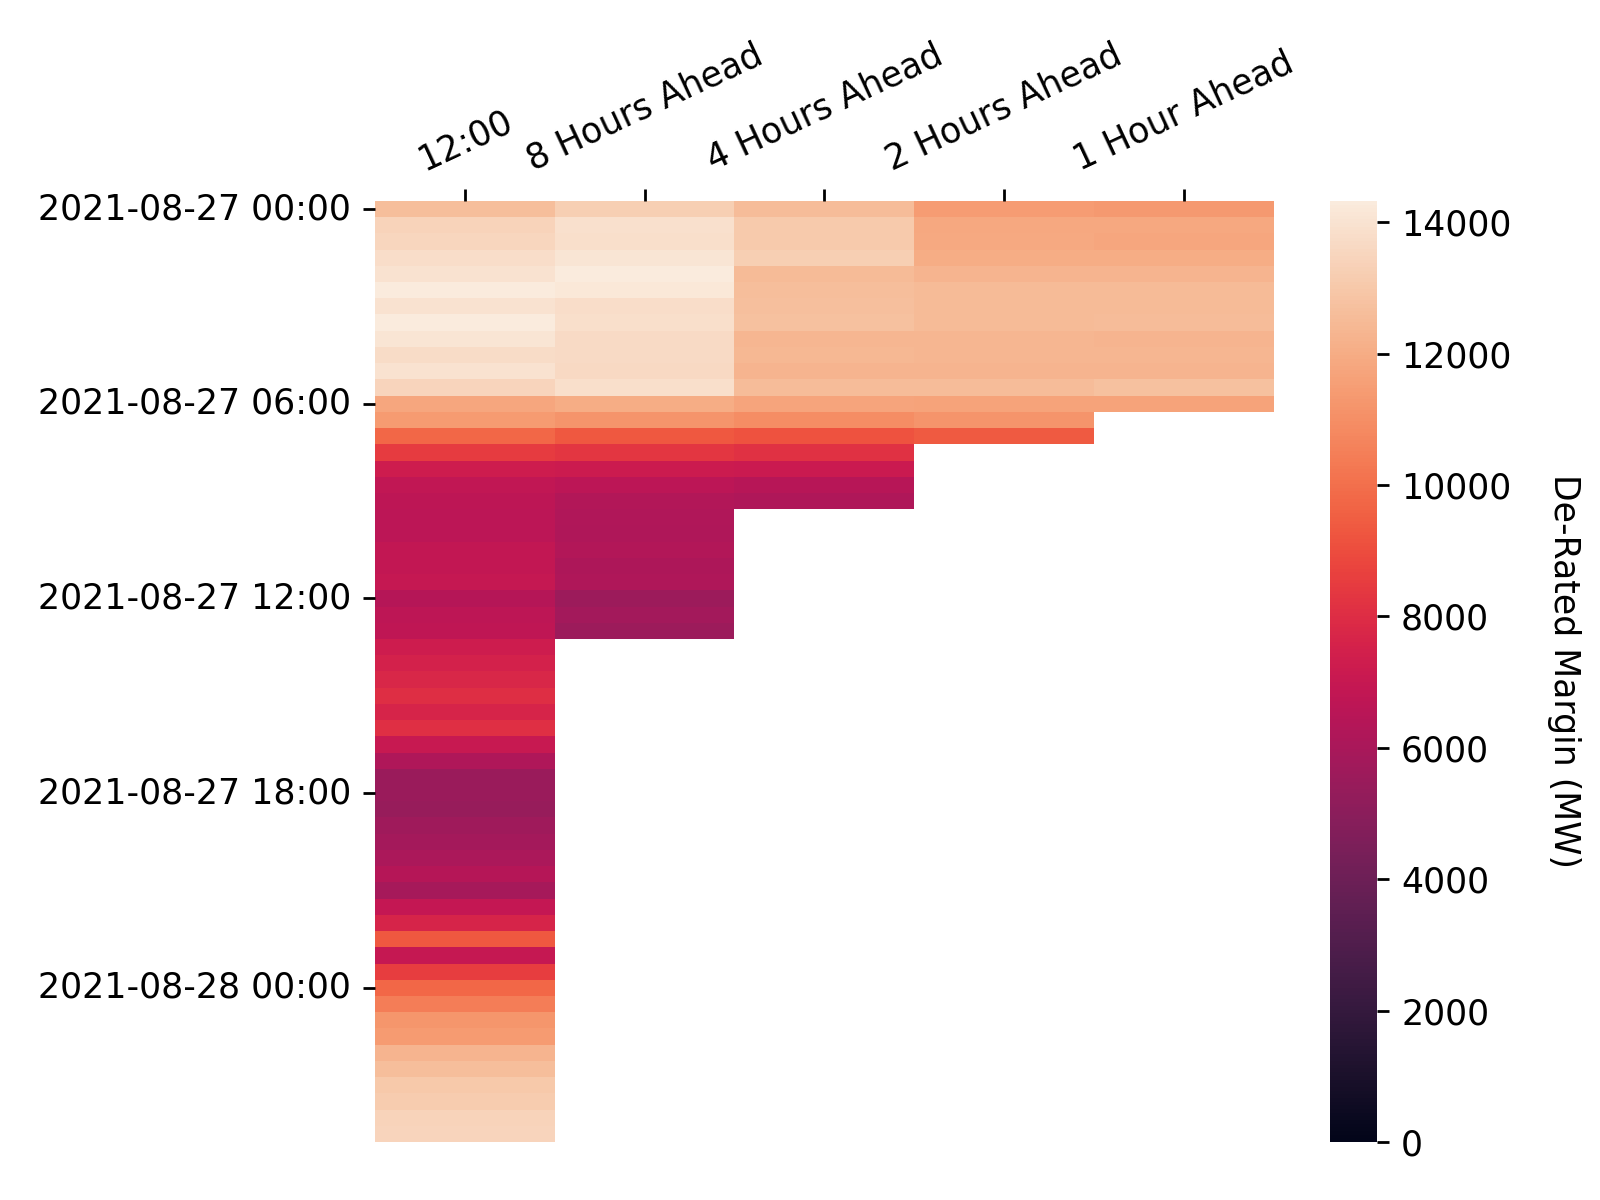 12:00
8 Hours Ahead
4 Hours Ahead
2 Hours Ahead
1 Hour Ahead
2021-08-27 00:00
2021-08-27 06:00
2021-08-27 12:00
2021-08-27 18:00
2021-08-28 00:00
14000
12000
10000
8000
6000
4000
2000
0
De-Rated Margin (MW)